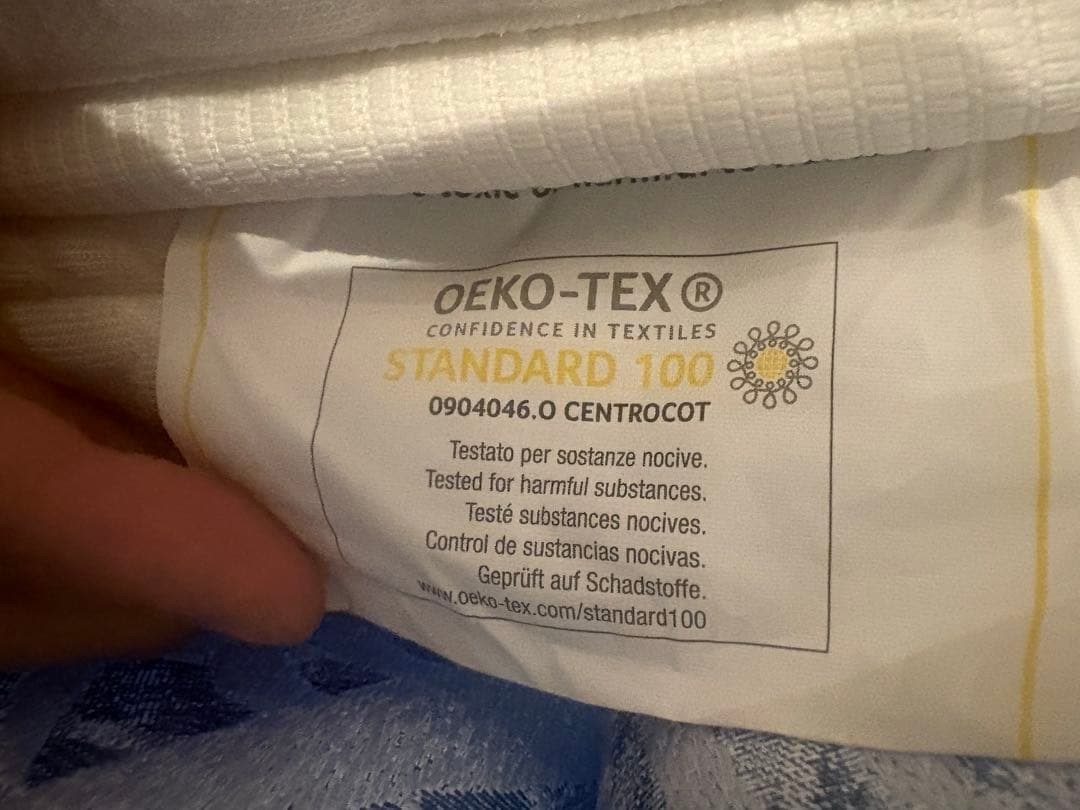 OEKO-TEX®
CONFIDENCE IN TEXTILES
STANDARD 100
0904046.O CENTROCOT
Testato per sostanze nocive.
Tested for harmful substances.
Testé substances nocives.
Control de sustancias nocivas.
Geprüft auf Schadstoffe.
www.oeko-tex.com/standard100